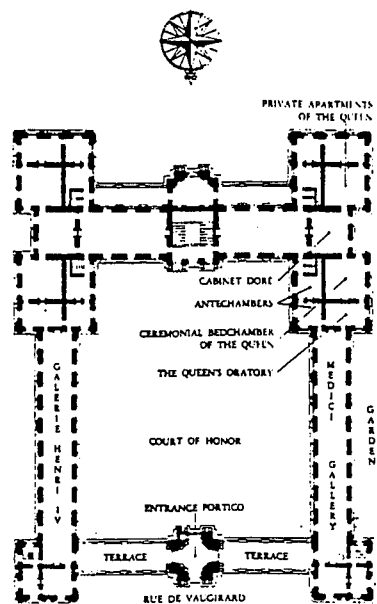 PRIVATE APARTMENTS
OF THE QUEEN
CABINET DORÉ
ANTECHAMBERS
CEREMONIAL BEDCHAMBER
OF THE QUEEN
THE QUEEN'S ORATORY
GALERIE HENRI IV
MEDICI GALLERY
GARDEN
COURT OF HONOR
ENTRANCE PORTICO
TERRACE
TERRACE
RUE DE VALGIRARD